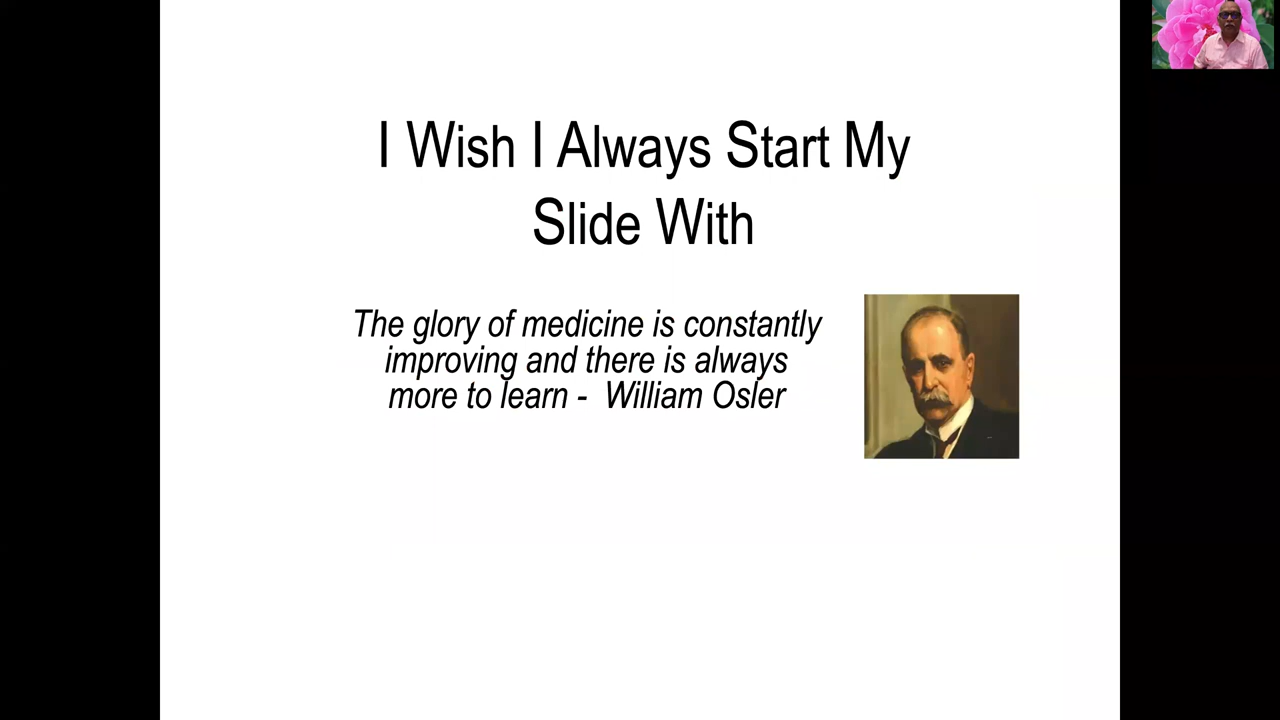 I Wish I Always Start My
Slide With
The glory of medicine is constantly
improving and there is always
more to learn -  William Osler